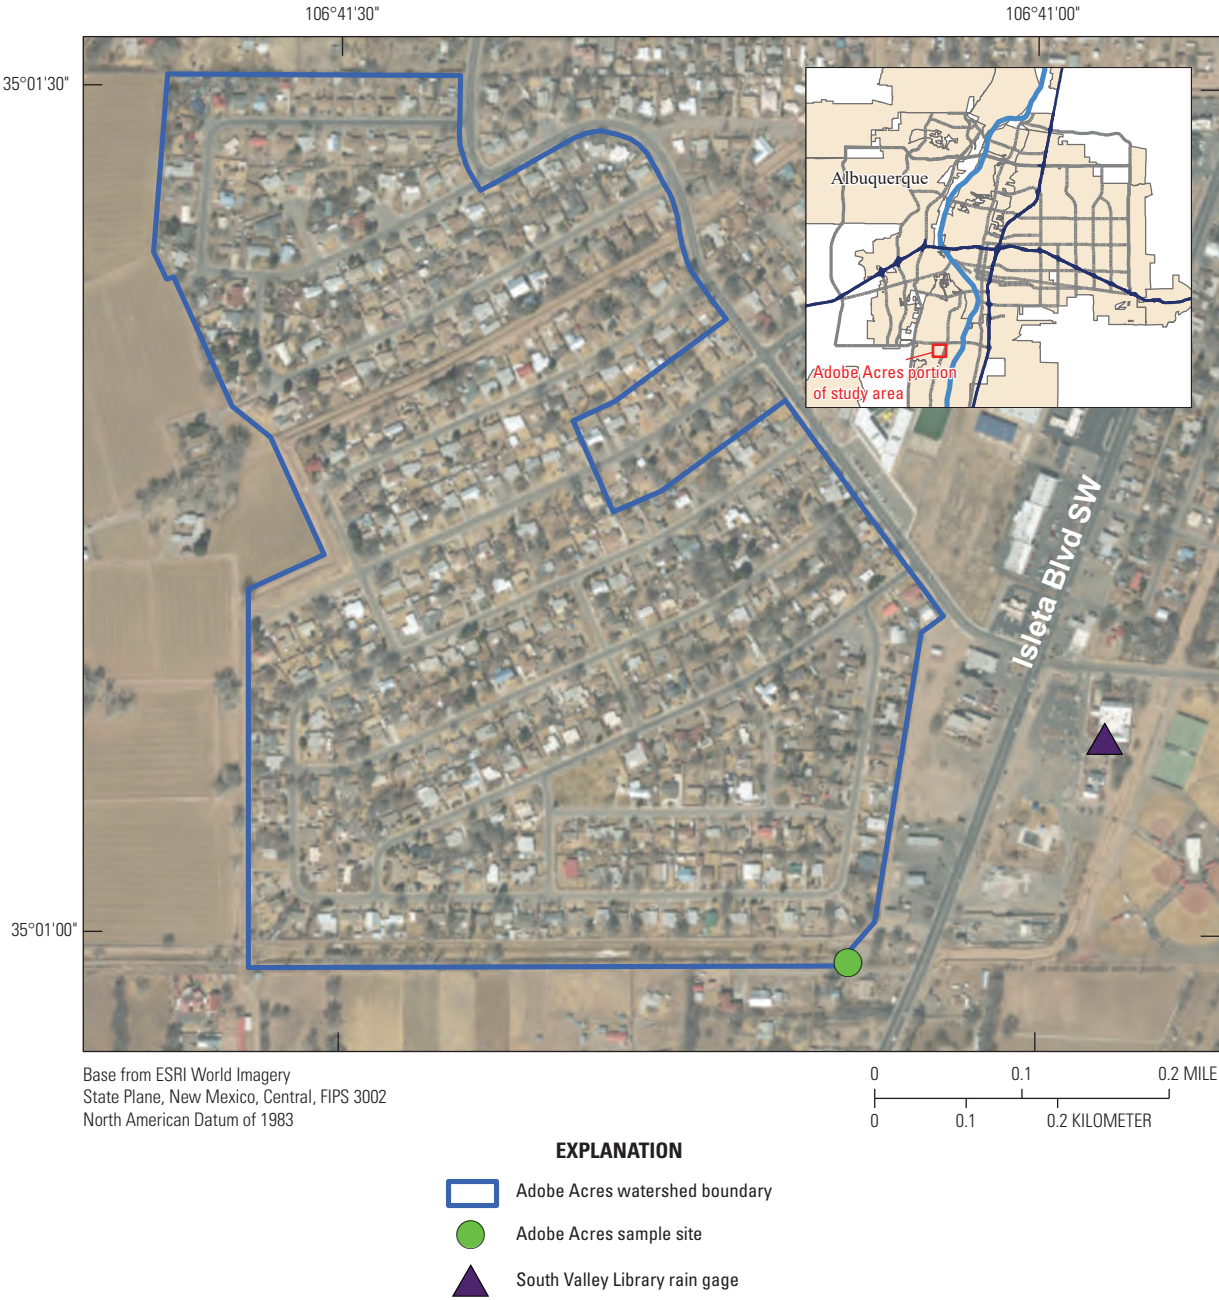 106°41'30"
106°41'00"
35°01'30"
Albuquerque
Adobe Acres portion
of study area
Isleta Blvd SW
35°01'00"
Base from ESRI World Imagery
State Plane, New Mexico, Central, FIPS 3002
North American Datum of 1983
0 0.1 0.2 MILE
0 0.1 0.2 KILOMETER
EXPLANATION
Adobe Acres watershed boundary
Adobe Acres sample site
South Valley Library rain gage